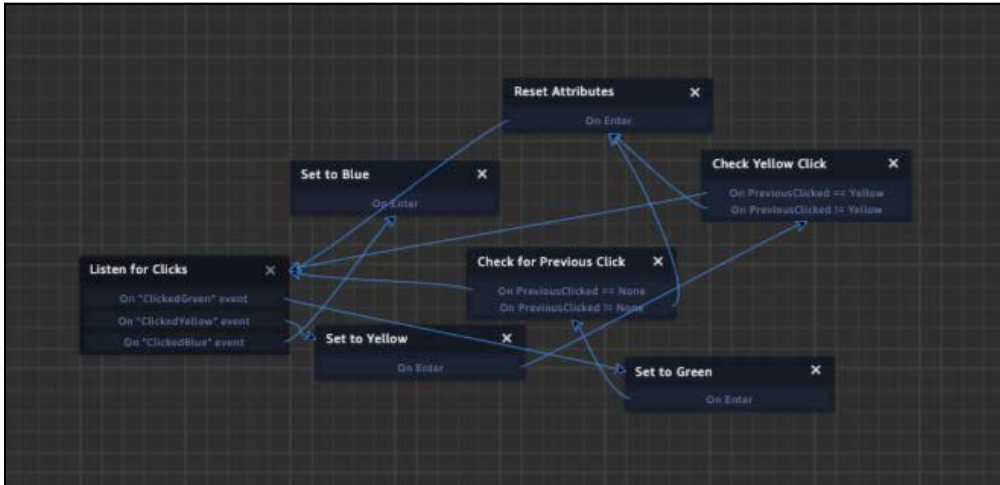 Reset Attributes
On Enter
Check Yellow Click
On PreviousClicked == Yellow
On PreviousClicked != Yellow
Set to Blue
On Enter
Check for Previous Click
On PreviousClicked == None
On PreviousClicked != None
Listen for Clicks
On "ClickedGreen" event
On "ClickedYellow" event
On "ClickedBlue" event
Set to Yellow
On Enter
Set to Green
On Enter